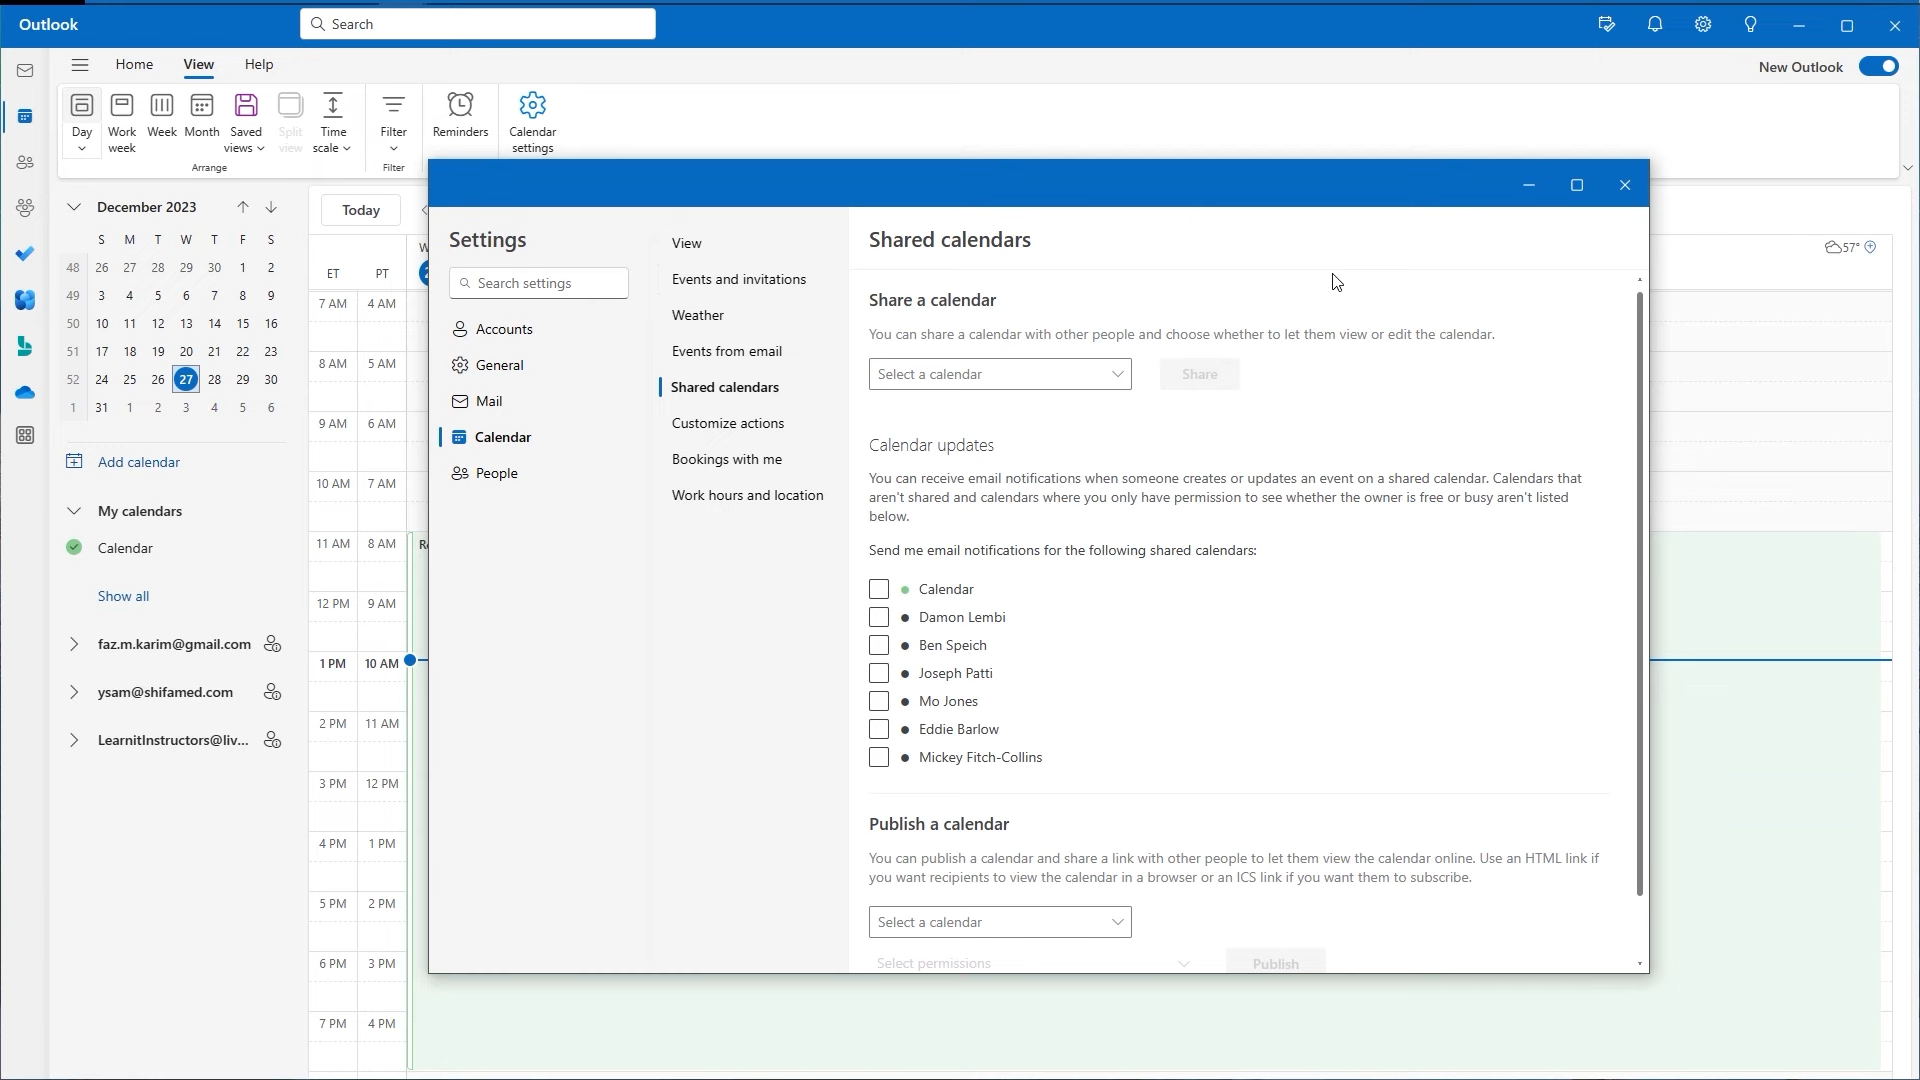 Outlook
Search
Home
View
Help
New Outlook
Day
Work week
Week
Month
Saved views
Split view
Time scale
Filter
Reminders
Calendar settings
Arrange
Filter
December 2023
S M T W T F S
48 26 27 28 29 30 1 2
49 3 4 5 6 7 8 9
50 10 11 12 13 14 15 16
51 17 18 19 20 21 22 23
52 24 25 26 27 28 29 30
1 31 1 2 3 4 5 6
Add calendar
My calendars
Calendar
Show all
faz.m.karim@gmail.com
ysam@shifamed.com
LearnitInstructors@liv...
Today
57°
ET PT
7 AM 4 AM
8 AM 5 AM
9 AM 6 AM
10 AM 7 AM
11 AM 8 AM
12 PM 9 AM
1 PM 10 AM
2 PM 11 AM
3 PM 12 PM
4 PM 1 PM
5 PM 2 PM
6 PM 3 PM
7 PM 4 PM
Settings
Search settings
Accounts
General
Mail
Calendar
People
View
Events and invitations
Weather
Events from email
Shared calendars
Customize actions
Bookings with me
Work hours and location
Shared calendars
Share a calendar
You can share a calendar with other people and choose whether to let them view or edit the calendar.
Select a calendar
Share
Calendar updates
You can receive email notifications when someone creates or updates an event on a shared calendar. Calendars that
aren't shared and calendars where you only have permission to see whether the owner is free or busy aren't listed
below.
Send me email notifications for the following shared calendars:
Calendar
Damon Lembi
Ben Speich
Joseph Patti
Mo Jones
Eddie Barlow
Mickey Fitch-Collins
Publish a calendar
You can publish a calendar and share a link with other people to let them view the calendar online. Use an HTML link if
you want recipients to view the calendar in a browser or an ICS link if you want them to subscribe.
Select a calendar
Select permissions
Publish